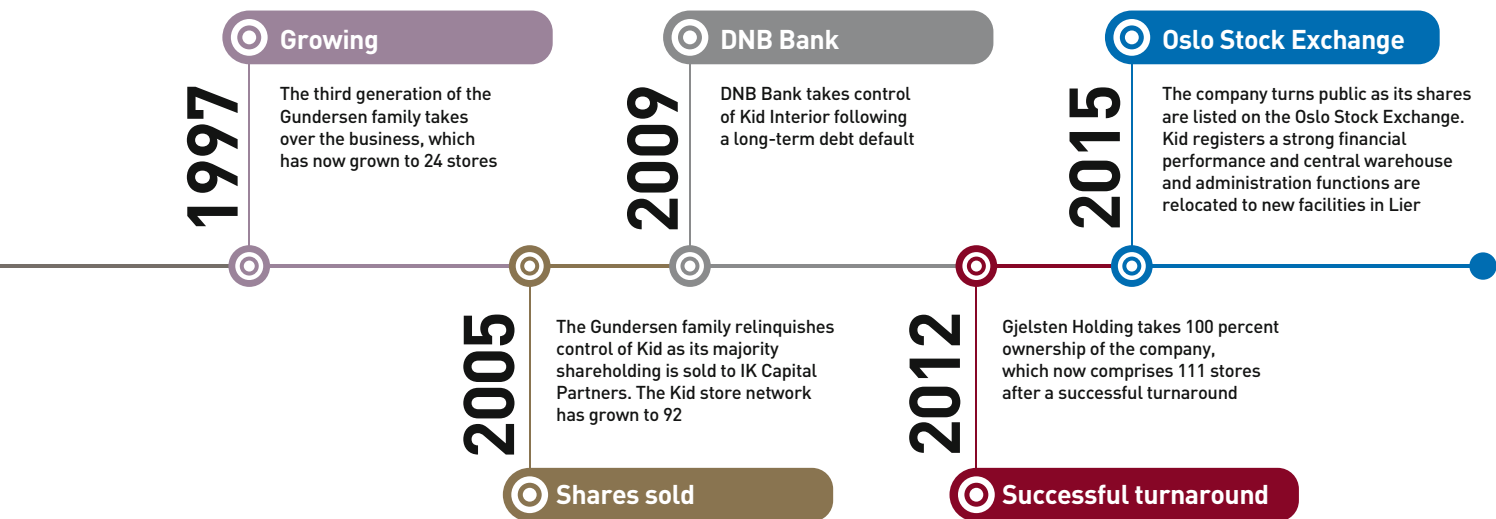 Growing
1997
The third generation of the
Gundersen family takes
over the business, which
has now grown to 24 stores
2005
The Gundersen family relinquishes
control of Kid as its majority
shareholding is sold to IK Capital
Partners. The Kid store network
has grown to 92
Shares sold
DNB Bank
2009
DNB Bank takes control
of Kid Interior following
a long-term debt default
2012
Gjelsten Holding takes 100 percent
ownership of the company,
which now comprises 111 stores
after a successful turnaround
Successful turnaround
Oslo Stock Exchange
2015
The company turns public as its shares
are listed on the Oslo Stock Exchange.
Kid registers a strong financial
performance and central warehouse
and administration functions are
relocated to new facilities in Lier